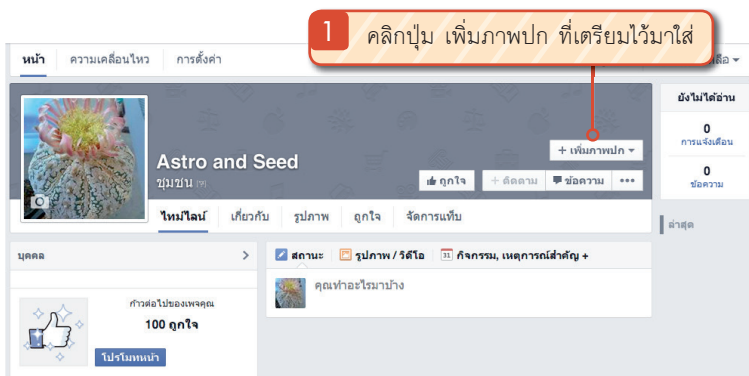 1 คลิกปุ่ม เพิ่มภาพปก ที่เตรียมไว้มาใส่
หน้า ความเคลื่อนไหว การตั้งค่า
ยังไม่ได้อ่าน
0
การแจ้งเตือน
0
ข้อความ
ล่าสุด
+ เพิ่มภาพปก
Astro and Seed
ชุมชน [?]
ถูกใจ + ติดตาม ข้อความ •••
ไทม์ไลน์ เกี่ยวกับ รูปภาพ ถูกใจ จัดการแท็บ
บุคคล >
ก้าวต่อไปของเพจคุณ
100 ถูกใจ
โปรโมทหน้า
สถานะ รูปภาพ / วิดีโอ 31 กิจกรรม, เหตุการณ์สำคัญ +
คุณทำอะไรมาบ้าง